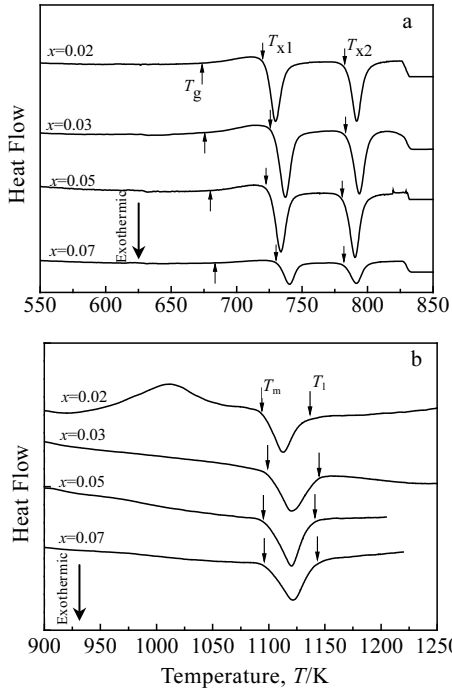 a
x=0.02
Tx1
Tx2
Tg
x=0.03
x=0.05
x=0.07
Heat Flow
Exothermic
550 600 650 700 750 800 850
b
x=0.02
Tm
Tl
x=0.03
x=0.05
x=0.07
Heat Flow
Exothermic
900 950 1000 1050 1100 1150 1200 1250
Temperature, T/K